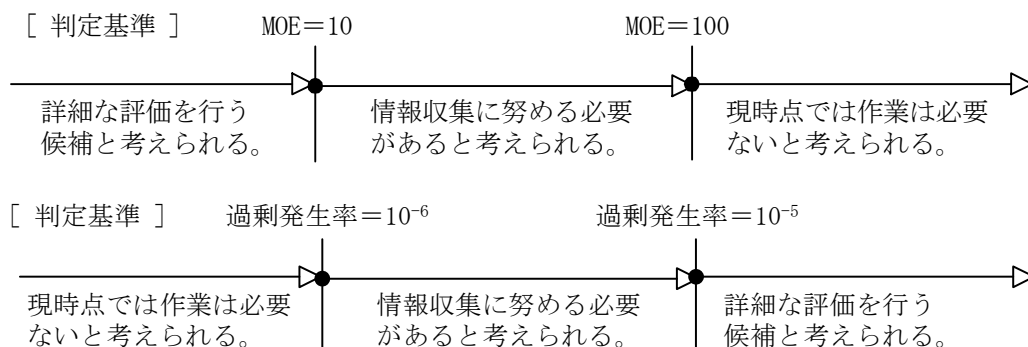 [ 判定基準 ] MOE＝10 MOE＝100
詳細な評価を行う 情報収集に努める必要 現時点では作業は必要
候補と考えられる。 があると考えられる。 ないと考えられる。
[ 判定基準 ] 過剰発生率＝10⁻⁶ 過剰発生率＝10⁻⁵
現時点では作業は必要 情報収集に努める必要 詳細な評価を行う
ないと考えられる。 があると考えられる。 候補と考えられる。